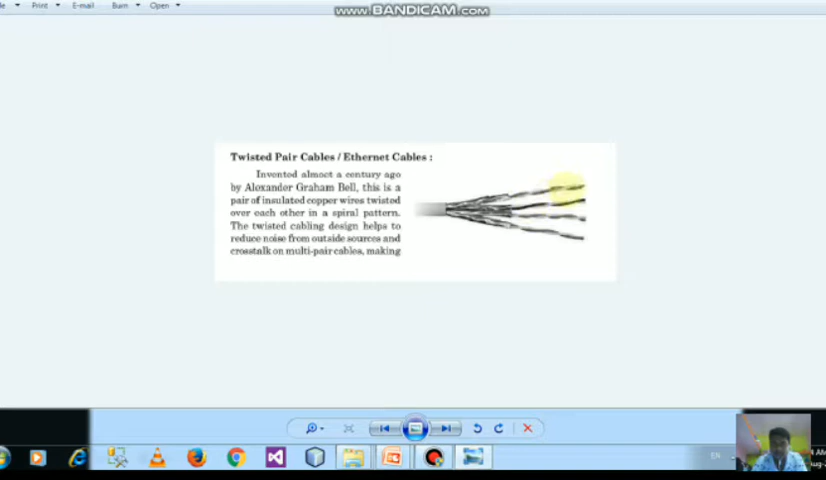 Print
E-mail
Burn
Open
www.BANDICAM.com
Twisted Pair Cables / Ethernet Cables :
Invented almost a century ago
by Alexander Graham Bell, this is a
pair of insulated copper wires twisted
over each other in a spiral pattern.
The twisted cabling design helps to
reduce noise from outside sources and
crosstalk on multi-pair cables, making
EN